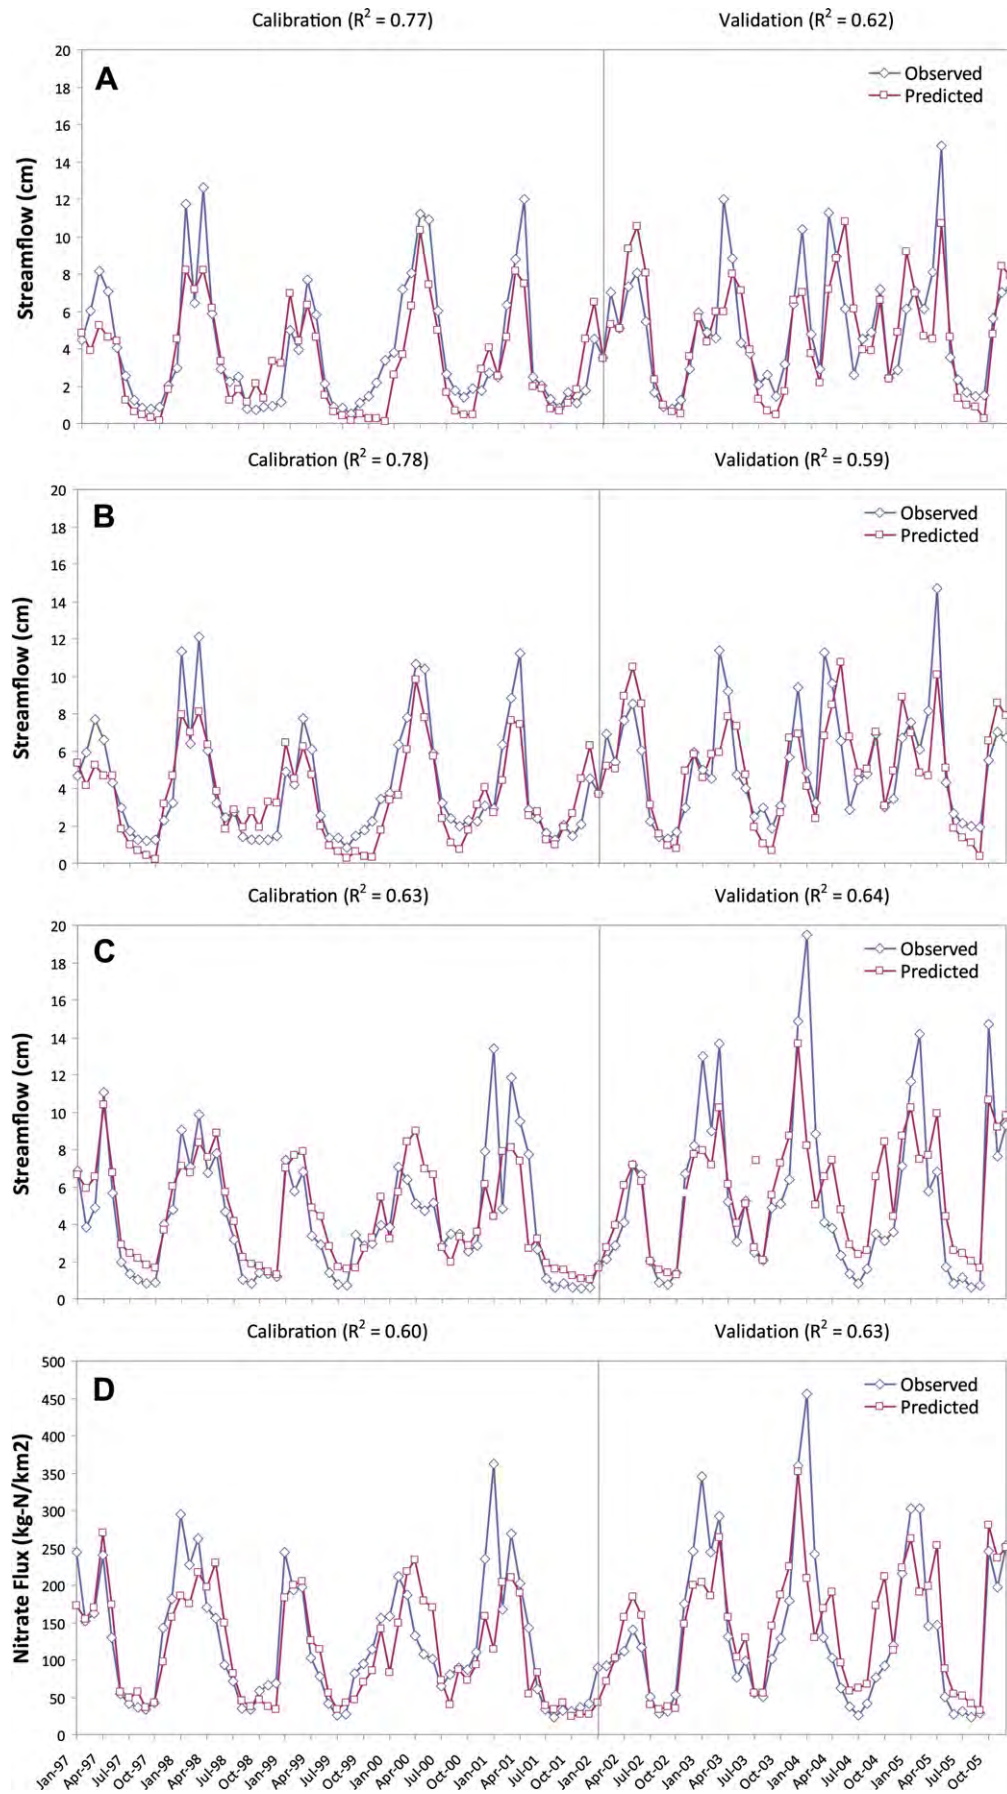 Calibration (R² = 0.77)
Validation (R² = 0.62)
A
Observed
Predicted
Streamflow (cm)
20
18
16
14
12
10
8
6
4
2
0
Calibration (R² = 0.78)
Validation (R² = 0.59)
B
Observed
Predicted
Streamflow (cm)
20
18
16
14
12
10
8
6
4
2
0
Calibration (R² = 0.63)
Validation (R² = 0.64)
C
Observed
Predicted
Streamflow (cm)
20
18
16
14
12
10
8
6
4
2
0
Calibration (R² = 0.60)
Validation (R² = 0.63)
D
Observed
Predicted
Nitrate Flux (kg-N/km2)
500
450
400
350
300
250
200
150
100
50
0
Jan-97 Apr-97 Jul-97 Oct-97 Jan-98 Apr-98 Jul-98 Oct-98 Jan-99 Apr-99 Jul-99 Oct-99 Jan-00 Apr-00 Jul-00 Oct-00 Jan-01 Apr-01 Jul-01 Oct-01 Jan-02 Apr-02 Jul-02 Oct-02 Jan-03 Apr-03 Jul-03 Oct-03 Jan-04 Apr-04 Jul-04 Oct-04 Jan-05 Apr-05 Jul-05 Oct-05